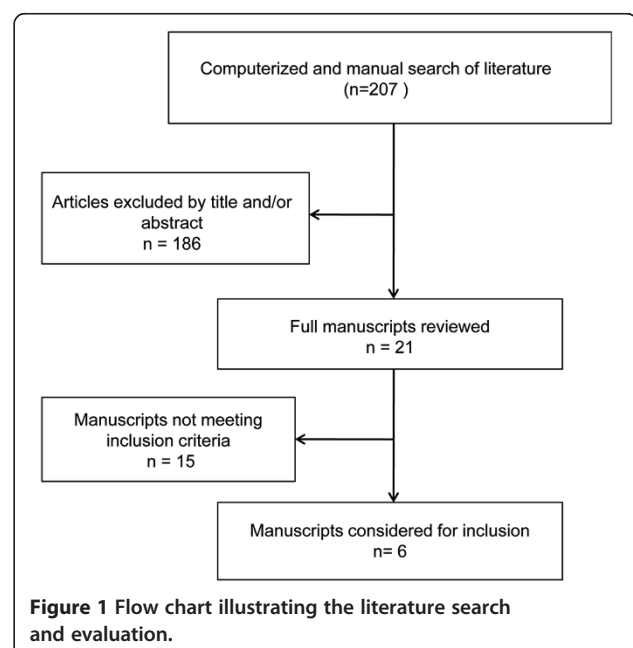 Computerized and manual search of literature
(n=207 )
Articles excluded by title and/or
abstract
n = 186
Full manuscripts reviewed
n = 21
Manuscripts not meeting
inclusion criteria
n = 15
Manuscripts considered for inclusion
n= 6
Figure 1 Flow chart illustrating the literature search
and evaluation.